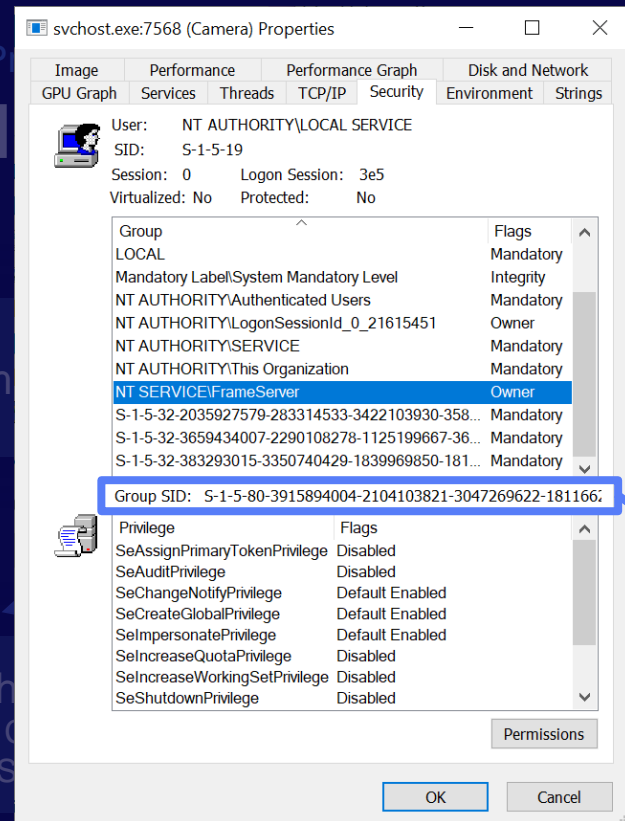 svchost.exe:7568 (Camera) Properties
Image Performance Performance Graph Disk and Network
GPU Graph Services Threads TCP/IP Security Environment Strings
User: NT AUTHORITY\LOCAL SERVICE
SID: S-1-5-19
Session: 0 Logon Session: 3e5
Virtualized: No Protected: No
Group Flags
LOCAL Mandatory
Mandatory Label\System Mandatory Level Integrity
NT AUTHORITY\Authenticated Users Mandatory
NT AUTHORITY\LogonSessionId_0_21615451 Owner
NT AUTHORITY\SERVICE Mandatory
NT AUTHORITY\This Organization Mandatory
NT SERVICE\FrameServer Owner
S-1-5-32-2035927579-283314533-3422103930-358... Mandatory
S-1-5-32-3659434007-2290108278-1125199667-36... Mandatory
S-1-5-32-383293015-3350740429-1839969850-181... Mandatory
Group SID: S-1-5-80-3915894004-2104103821-3047269622-181166
Privilege Flags
SeAssignPrimaryTokenPrivilege Disabled
SeAuditPrivilege Disabled
SeChangeNotifyPrivilege Default Enabled
SeCreateGlobalPrivilege Default Enabled
SeImpersonatePrivilege Default Enabled
SeIncreaseQuotaPrivilege Disabled
SeIncreaseWorkingSetPrivilege Disabled
SeShutdownPrivilege Disabled
Permissions
OK Cancel